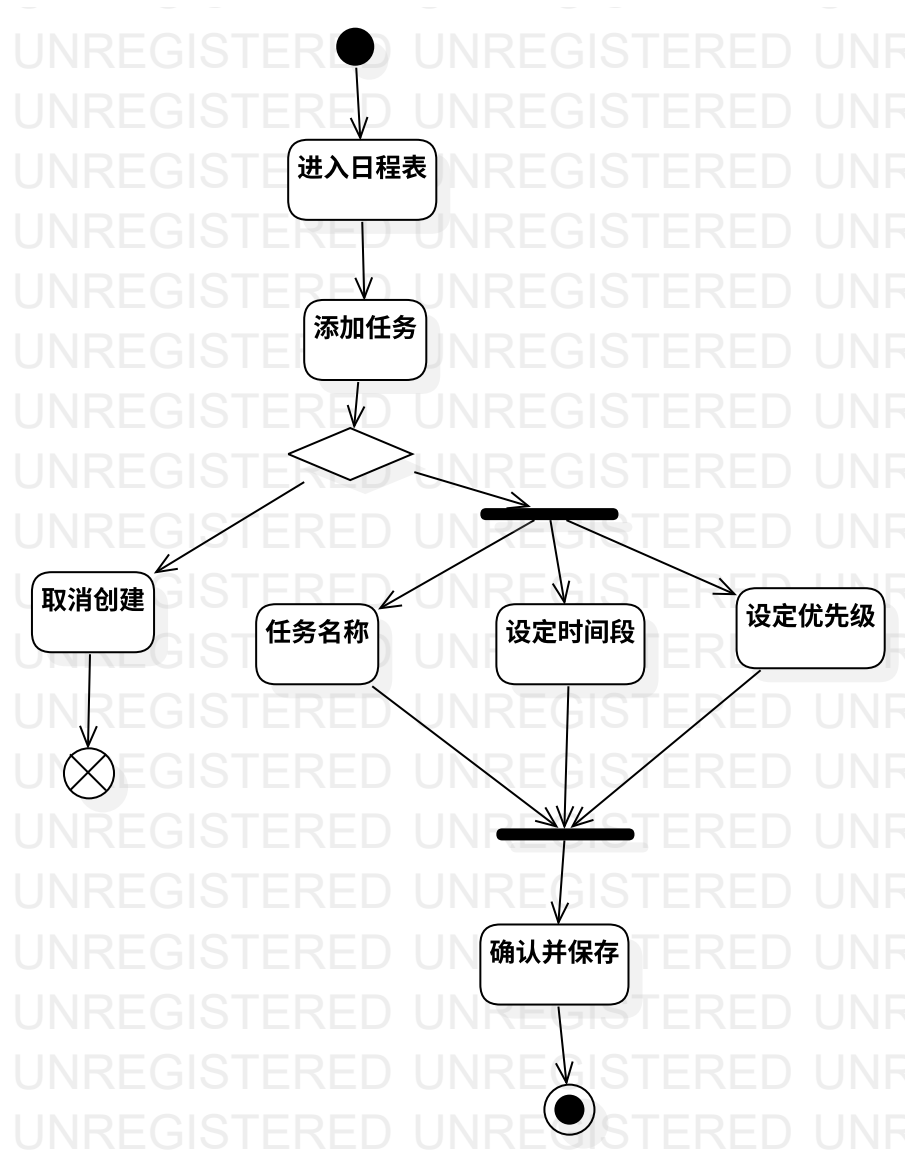 进入日程表
添加任务
取消创建
任务名称
设定时间段
设定优先级
确认并保存
UNREGISTERED